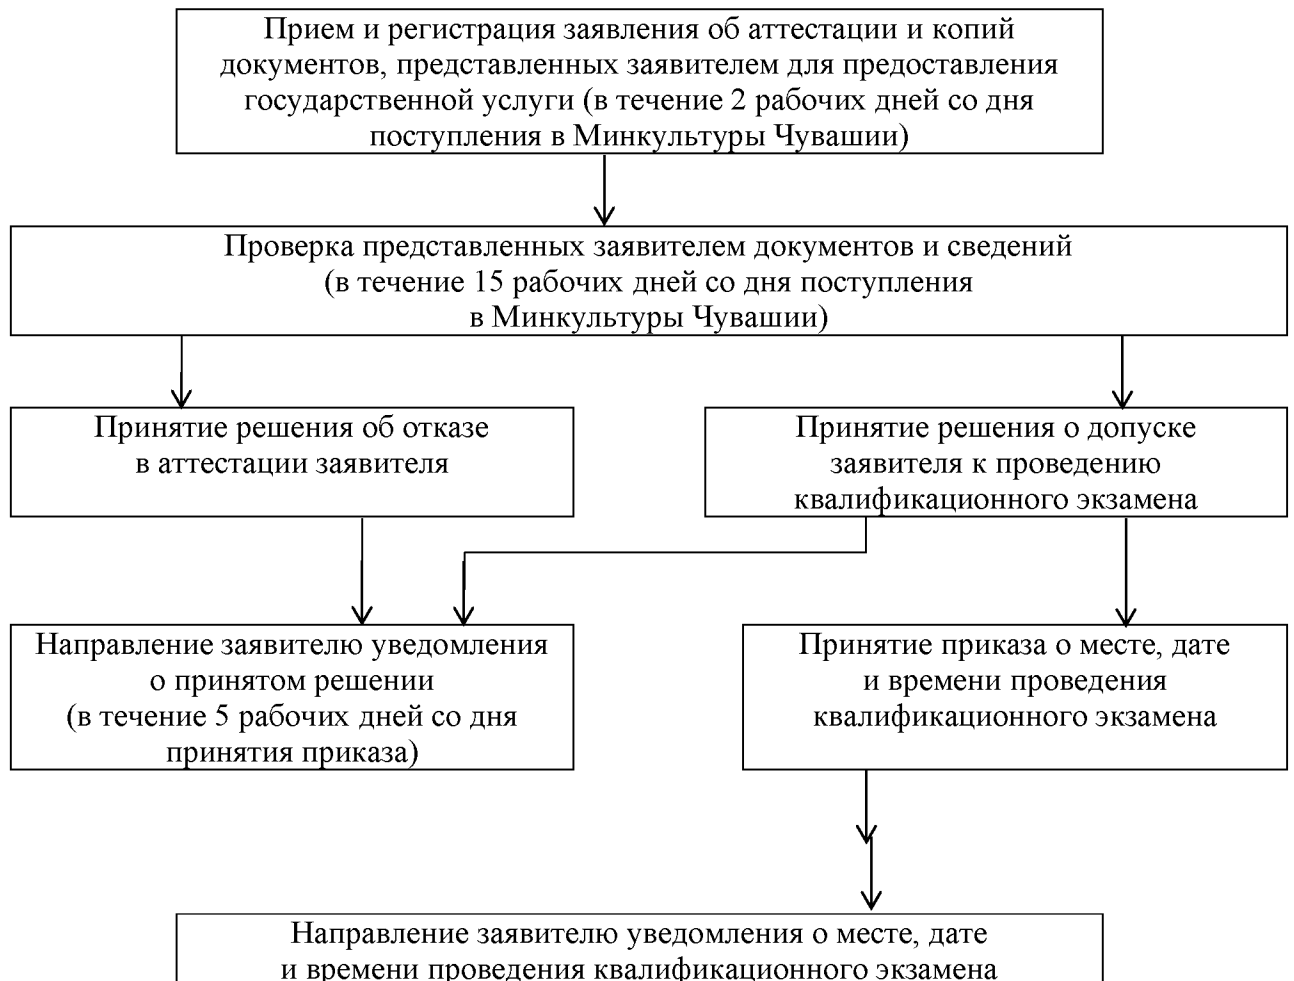 Прием и регистрация заявления об аттестации и копий
документов, представленных заявителем для предоставления
государственной услуги (в течение 2 рабочих дней со дня
поступления в Минкультуры Чувашии)
Проверка представленных заявителем документов и сведений
(в течение 15 рабочих дней со дня поступления
в Минкультуры Чувашии)
Принятие решения об отказе
в аттестации заявителя
Принятие решения о допуске
заявителя к проведению
квалификационного экзамена
Направление заявителю уведомления
о принятом решении
(в течение 5 рабочих дней со дня
принятия приказа)
Принятие приказа о месте, дате
и времени проведения
квалификационного экзамена
Направление заявителю уведомления о месте, дате
и времени проведения квалификационного экзамена